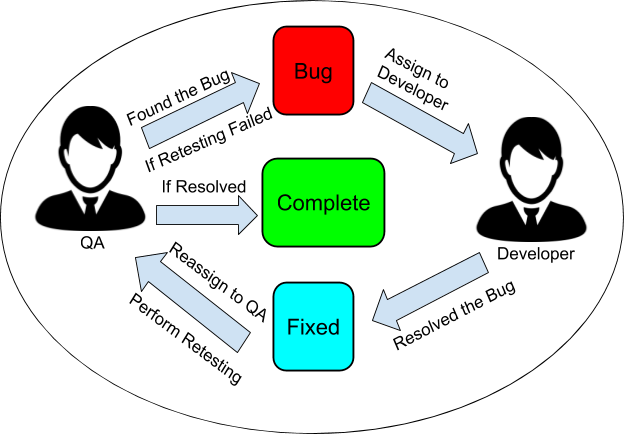 Bug
Found the Bug
If Retesting Failed
Assign to
Developer
If Resolved
Complete
QA
Developer
Reassign to QA
Perform Retesting
Fixed
Resolved the Bug